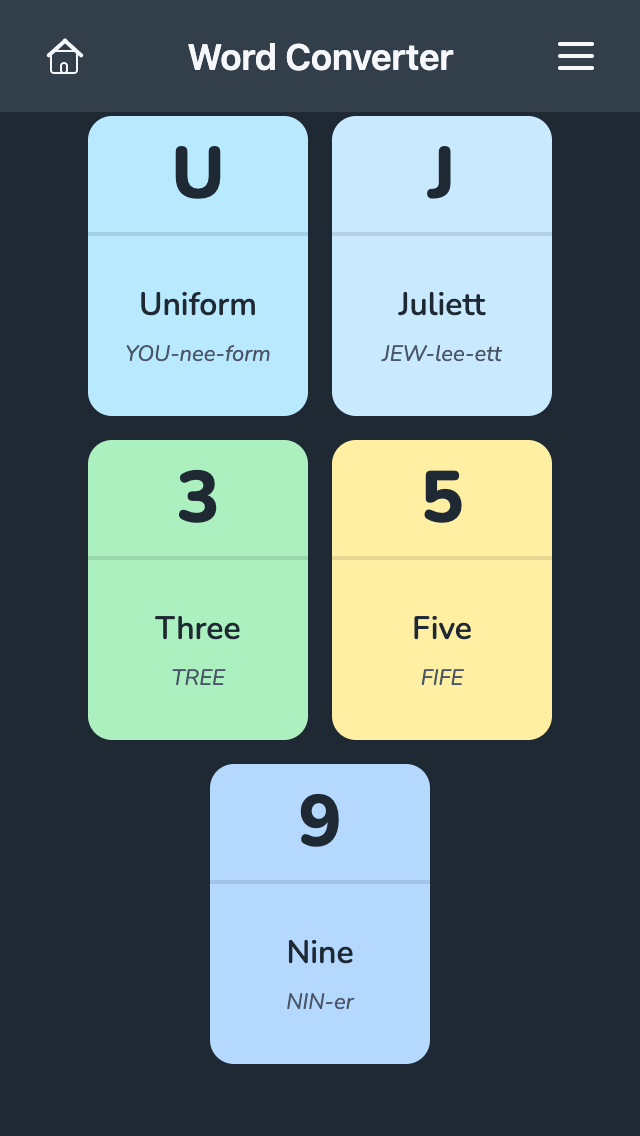 Word Converter
U
Uniform
YOU-nee-form
J
Juliett
JEW-lee-ett
3
Three
TREE
5
Five
FIFE
9
Nine
NIN-er